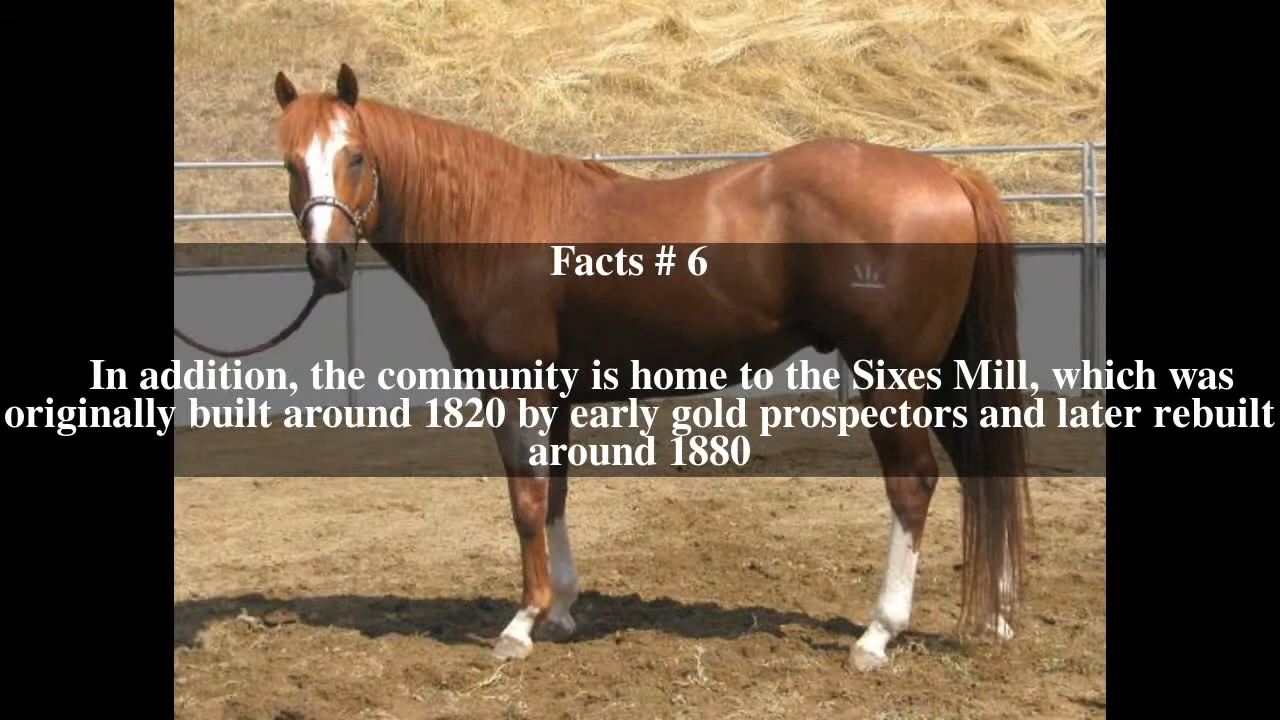 Facts # 6
In addition, the community is home to the Sixes Mill, which was
originally built around 1820 by early gold prospectors and later rebuilt
around 1880